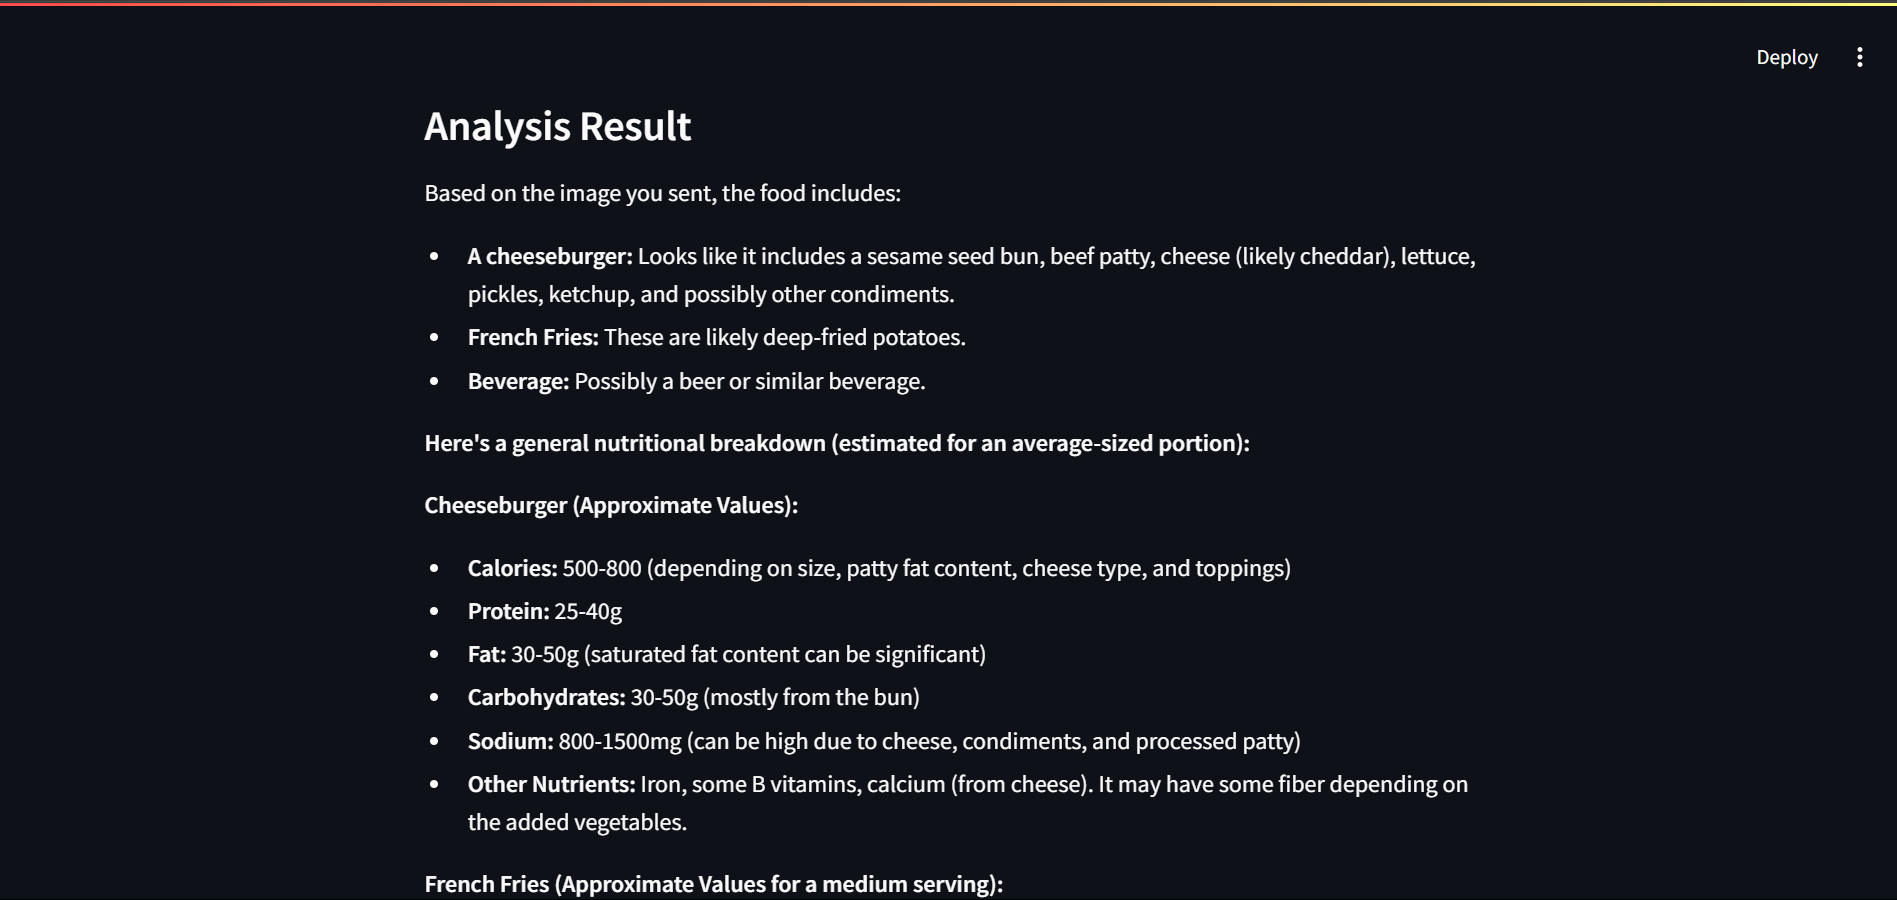 Deploy
Analysis Result
Based on the image you sent, the food includes:
A cheeseburger: Looks like it includes a sesame seed bun, beef patty, cheese (likely cheddar), lettuce,
pickles, ketchup, and possibly other condiments.
French Fries: These are likely deep-fried potatoes.
Beverage: Possibly a beer or similar beverage.
Here's a general nutritional breakdown (estimated for an average-sized portion):
Cheeseburger (Approximate Values):
Calories: 500-800 (depending on size, patty fat content, cheese type, and toppings)
Protein: 25-40g
Fat: 30-50g (saturated fat content can be significant)
Carbohydrates: 30-50g (mostly from the bun)
Sodium: 800-1500mg (can be high due to cheese, condiments, and processed patty)
Other Nutrients: Iron, some B vitamins, calcium (from cheese). It may have some fiber depending on
the added vegetables.
French Fries (Approximate Values for a medium serving):